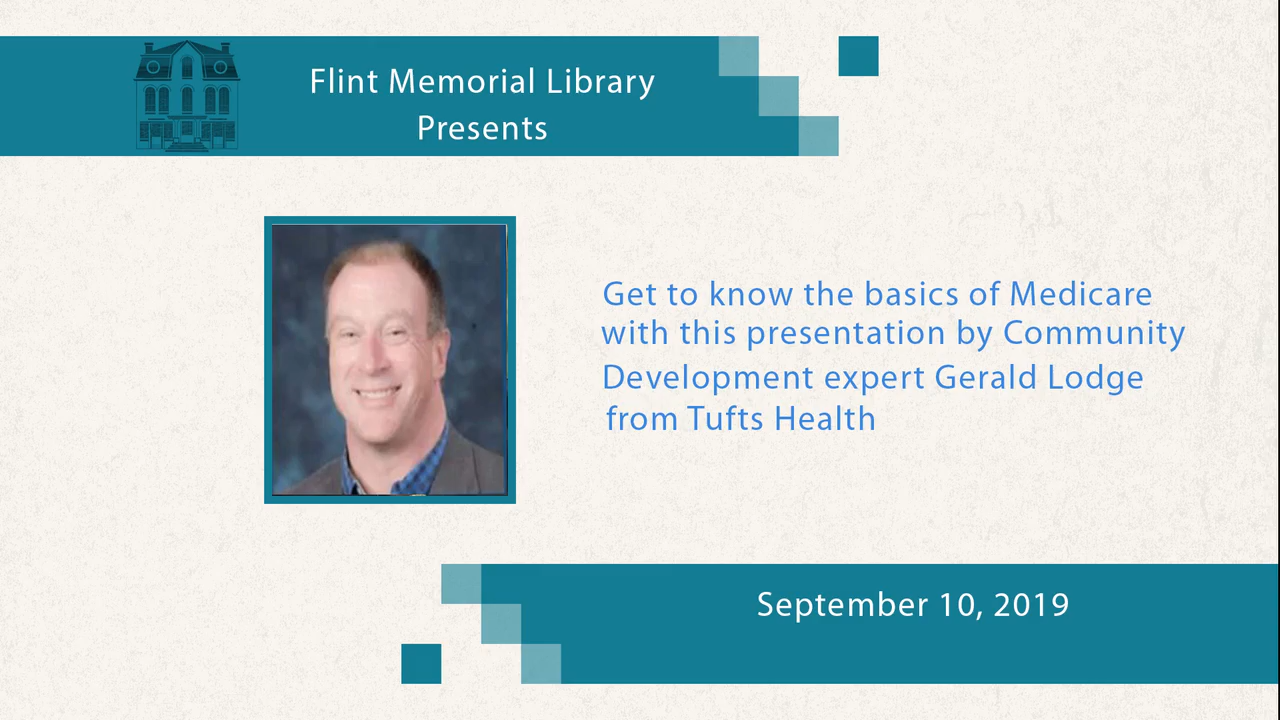 Flint Memorial Library
Presents
Get to know the basics of Medicare
with this presentation by Community
Development expert Gerald Lodge
from Tufts Health
September 10, 2019